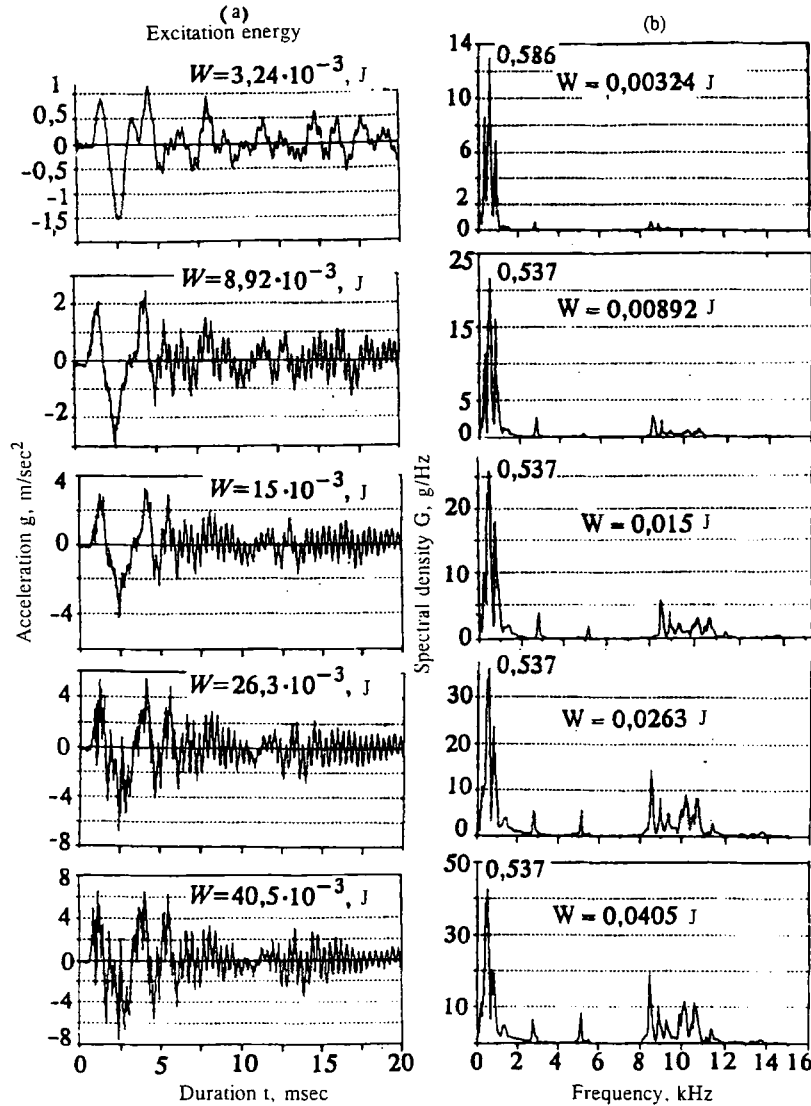 (a)
Excitation energy
W=3,24·10⁻³, J
1
0,5
0
-0,5
-1
-1,5
W=8,92·10⁻³, J
2
0
-2
W=15·10⁻³, J
4
0
-4
W=26,3·10⁻³, J
4
0
-4
-8
W=40,5·10⁻³, J
8
4
0
-4
-8
0 5 10 15 20
Duration t, msec
Acceleration g, m/sec²
(b)
14
0,586
W = 0,00324 J
10
6
2
0
25
0,537
W = 0,00892 J
15
5
0
0,537
25
W = 0,015 J
15
10
5
0
0,537
30
W = 0,0263 J
20
10
0
50
0,537
W = 0,0405 J
30
10
0 2 4 6 8 10 12 14 16
Frequency, kHz
Spectral density G, g/Hz